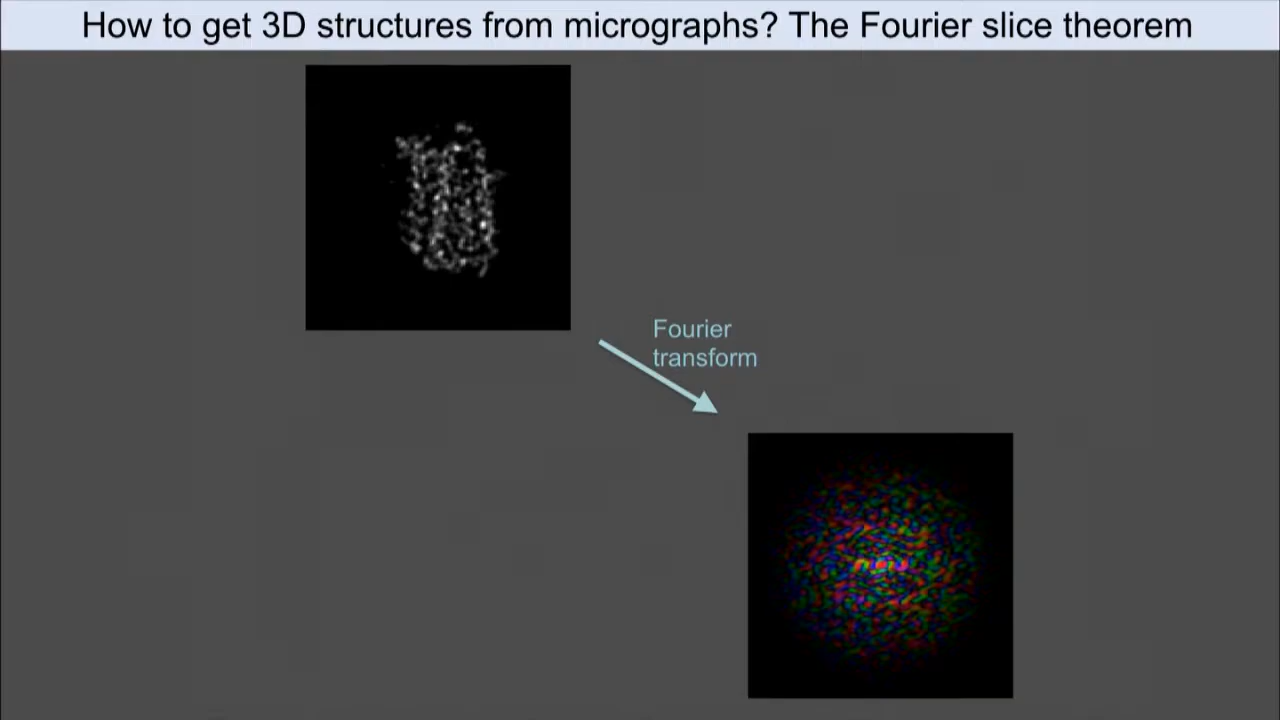 How to get 3D structures from micrographs? The Fourier slice theorem
Fourier
transform